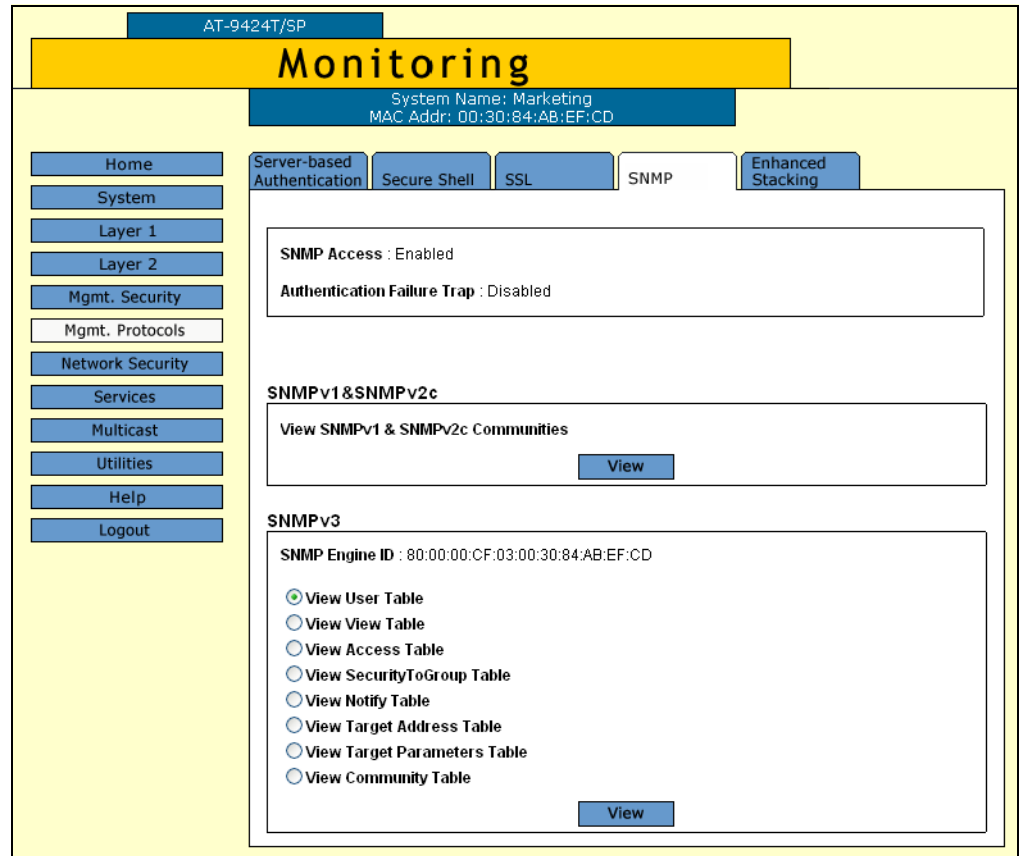 AT-9424T/SP
Monitoring
System Name: Marketing
MAC Addr: 00:30:84:AB:EF:CD
Home
System
Layer 1
Layer 2
Mgmt. Security
Mgmt. Protocols
Network Security
Services
Multicast
Utilities
Help
Logout
Server-based
Authentication
Secure Shell
SSL
SNMP
Enhanced
Stacking
SNMP Access : Enabled
Authentication Failure Trap : Disabled
SNMPv1&SNMPv2c
View SNMPv1 & SNMPv2c Communities
View
SNMPv3
SNMP Engine ID : 80:00:00:CF:03:00:30:84:AB:EF:CD
View User Table
View View Table
View Access Table
View SecurityToGroup Table
View Notify Table
View Target Address Table
View Target Parameters Table
View Community Table
View